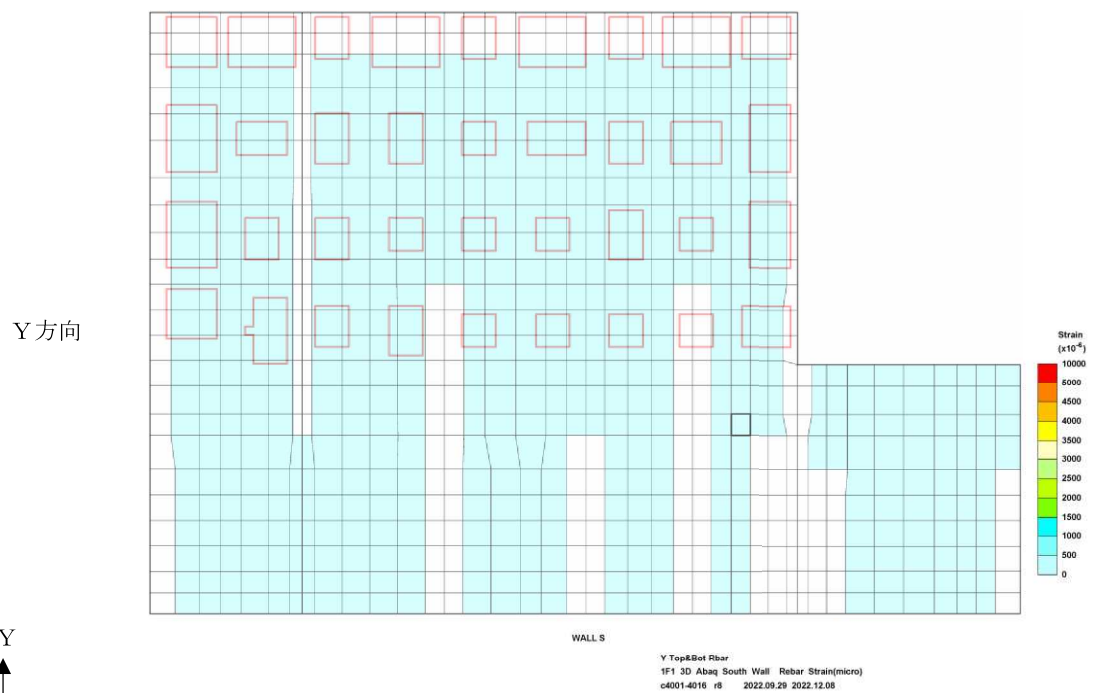 Y方向
Strain
(x10⁻⁶)
10000
5000
4500
4000
3500
3000
2500
2000
1500
1000
500
0
WALL S
Y
Y Top&Bot Rbar
1F1 3D Abaq South Wall Rebar Strain(micro)
c4001-4016 r6 2022.09.29 2022.12.08